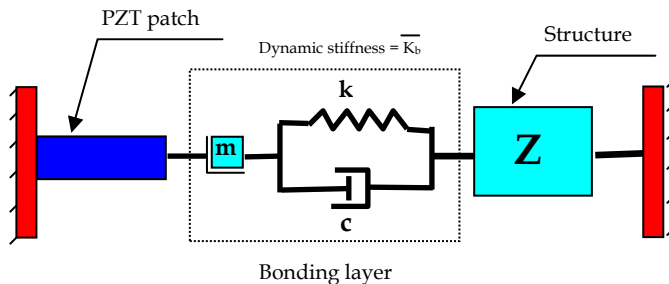 PZT patch
Dynamic stiffness = K̅b̅
Structure
k
m
Z
c
Bonding layer